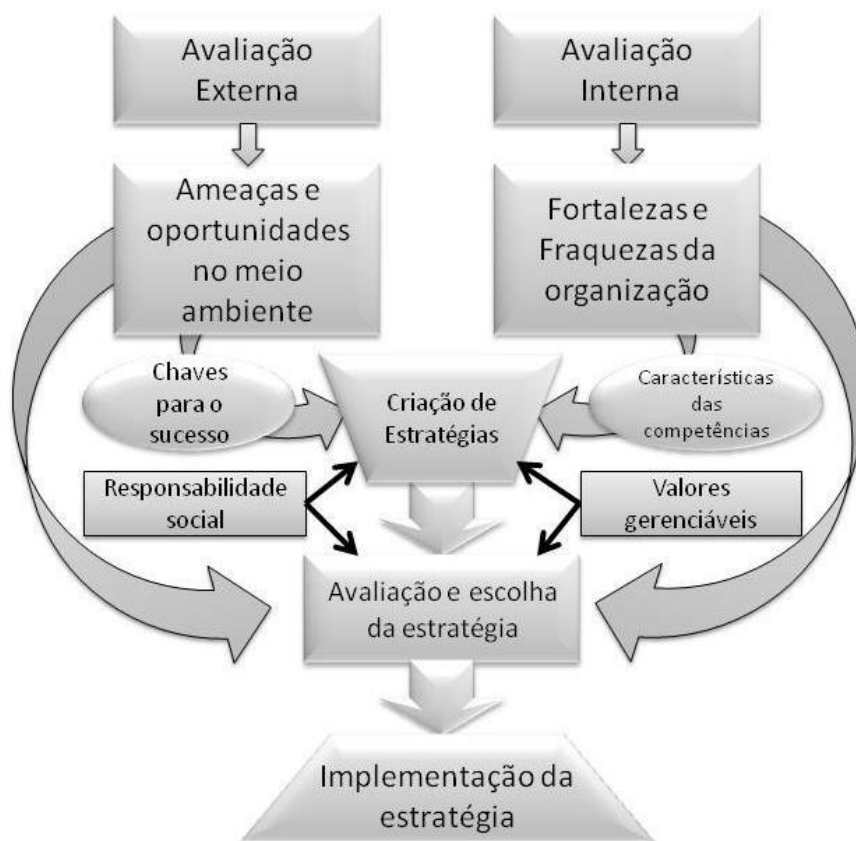 Avaliação
Externa
Avaliação
Interna
Ameaças e
oportunidades
no meio
ambiente
Fortalezas e
Fraquezas da
organização
Chaves
para o
sucesso
Criação de
Estratégias
Características
das
competências
Responsabilidade
social
Valores
gerenciáveis
Avaliação e escolha
da estratégia
Implementação da
estratégia